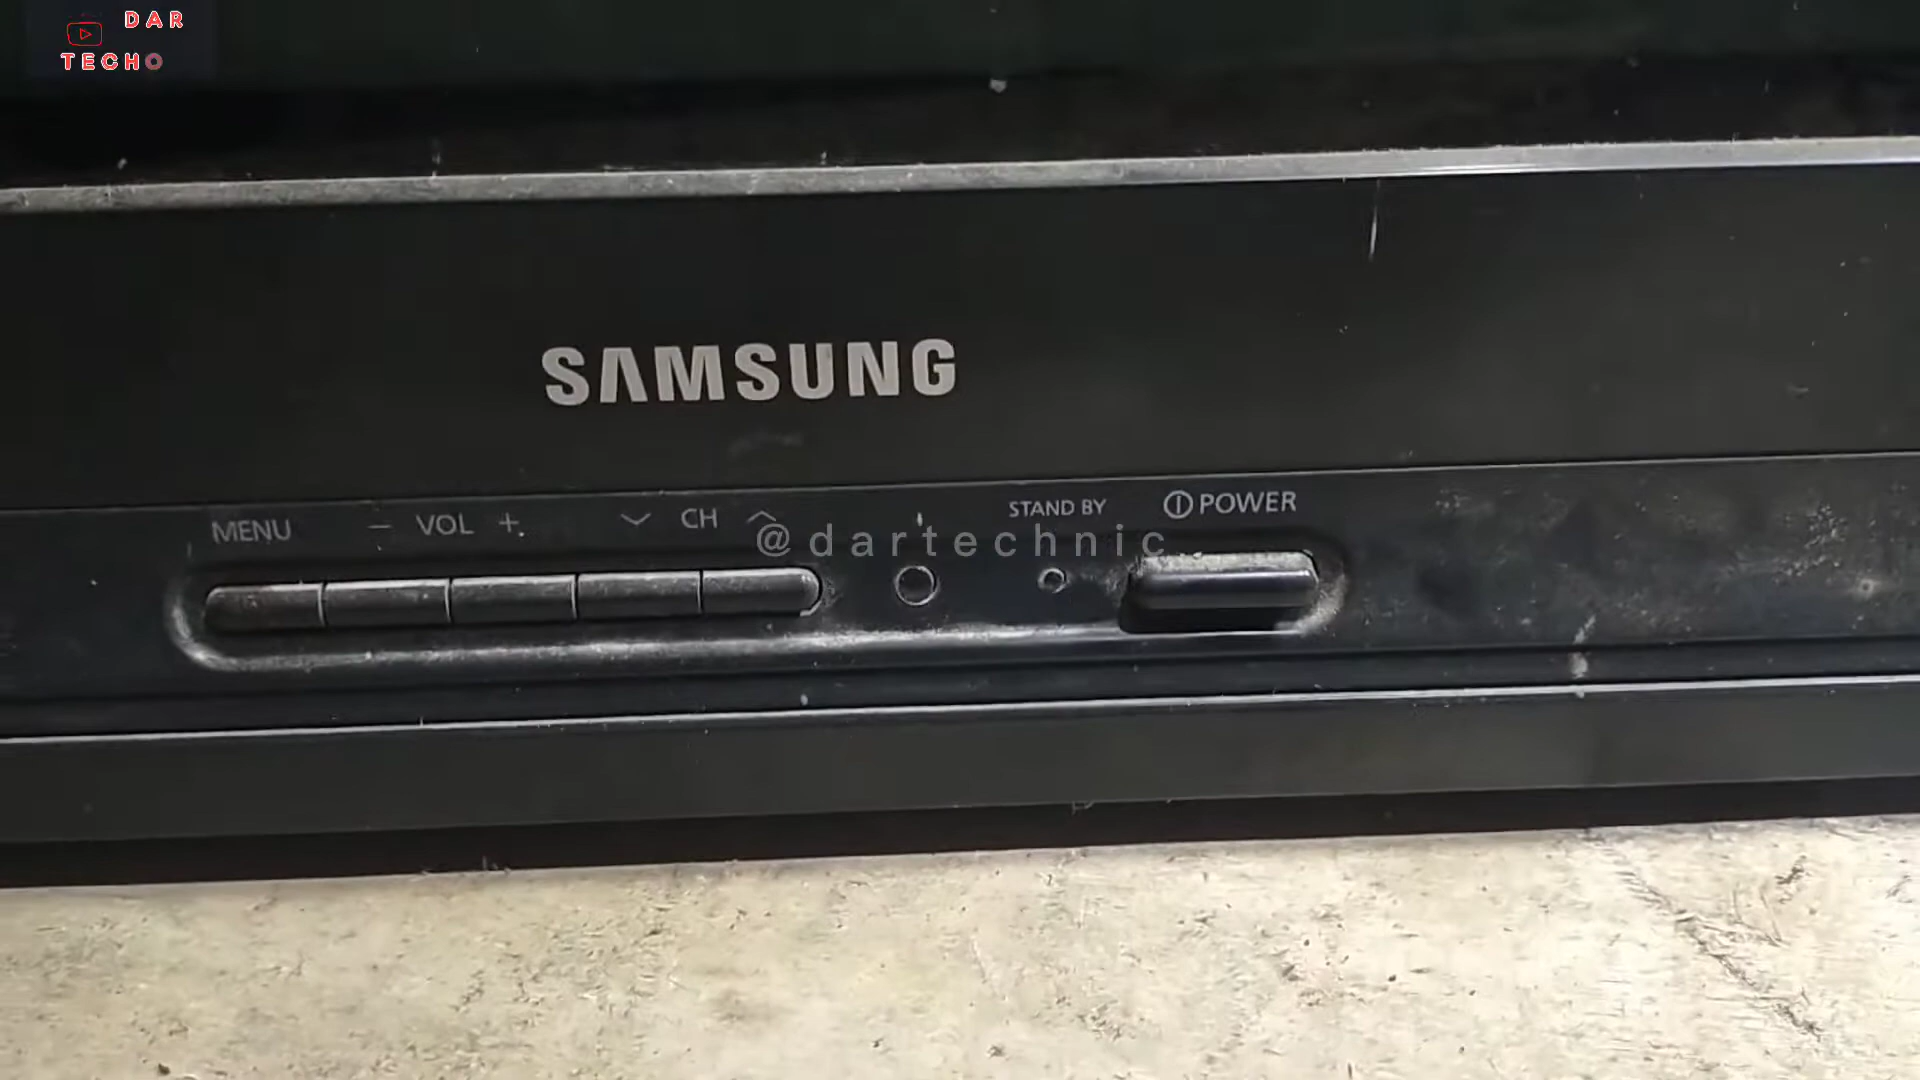 DAR
TECHO
SAMSUNG
MENU - VOL + CH STAND BY POWER
@dartechnic